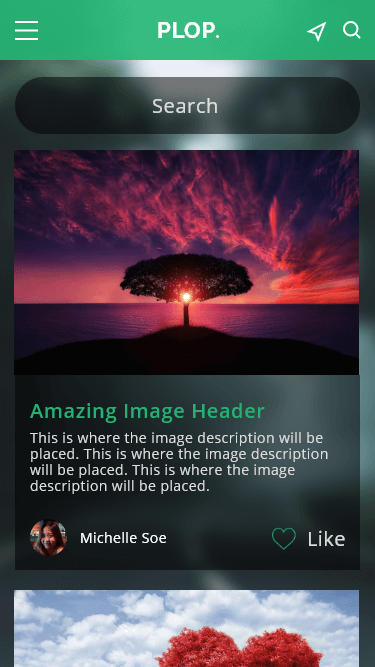 PLOP.
Search
Amazing Image Header
This is where the image description will be
placed. This is where the image description
will be placed. This is where the image
description will be placed.
Michelle Soe
Like